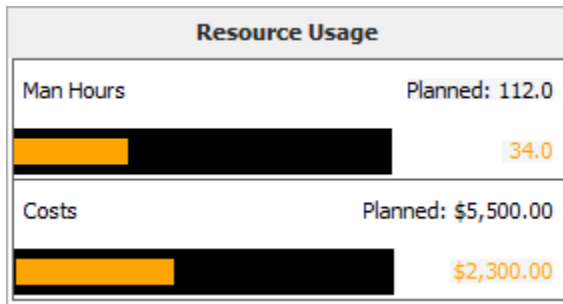 Resource Usage
Man Hours Planned: 112.0
34.0
Costs Planned: $5,500.00
$2,300.00